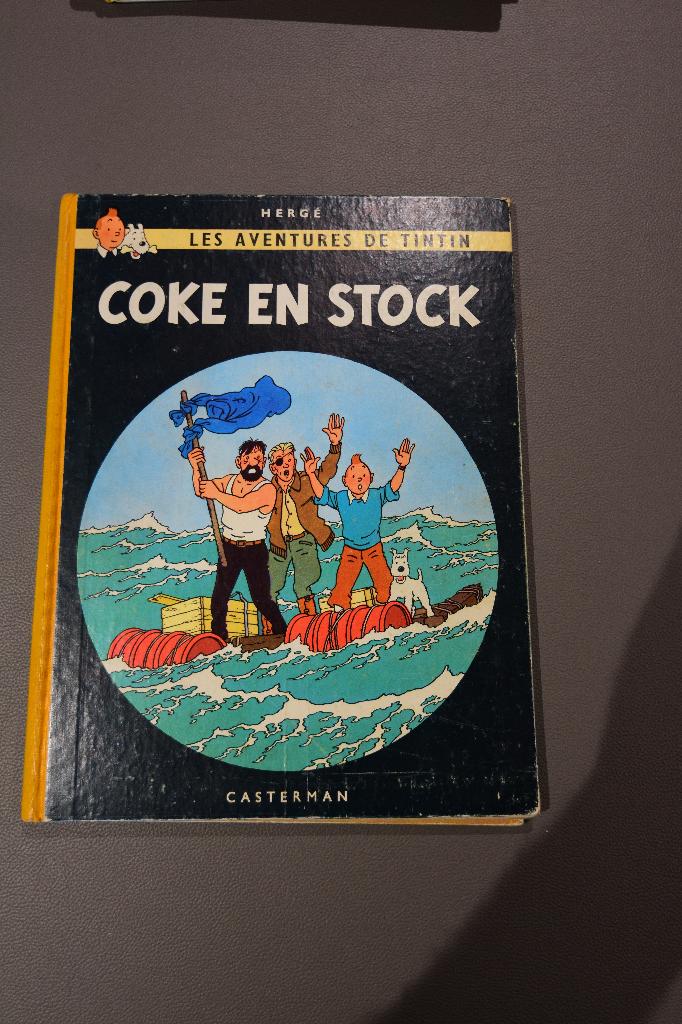 HERGÉ
LES AVENTURES DE TINTIN
COKE EN STOCK
CASTERMAN